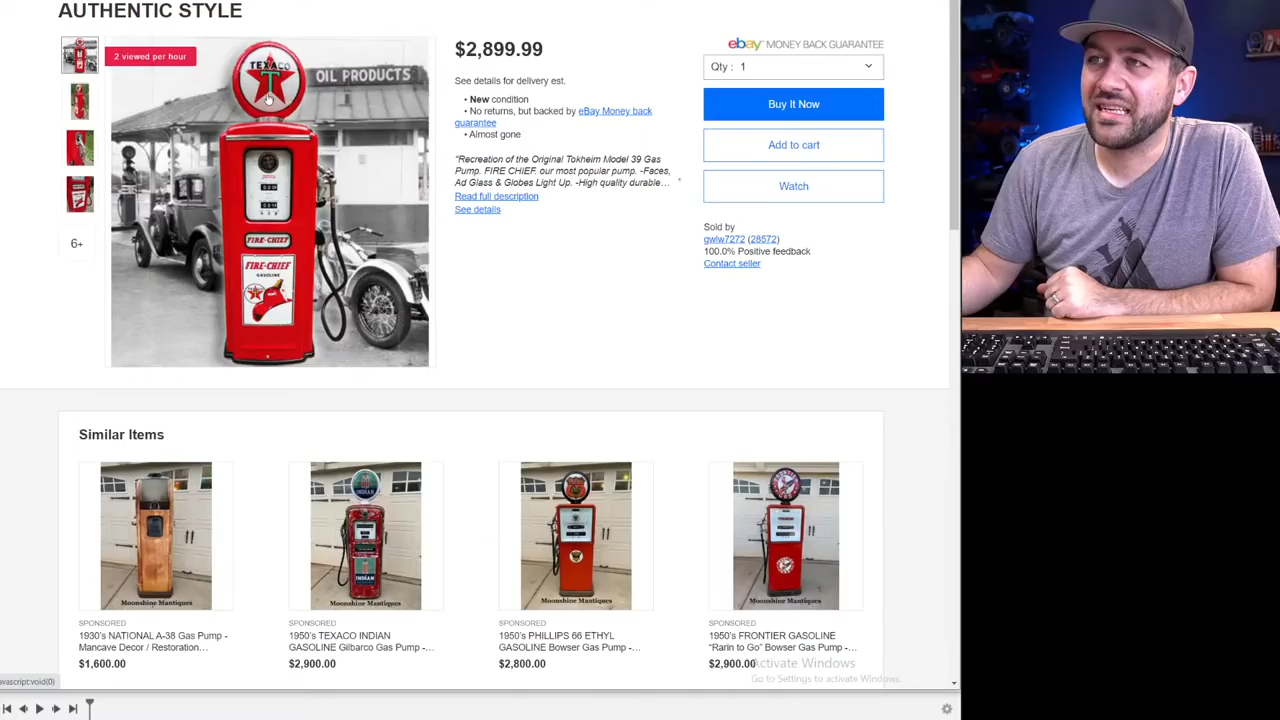 AUTHENTIC STYLE
2 viewed per hour
TEXACO
T
OIL PRODUCTS
FIRE-CHIEF
FIRE-CHIEF
GASOLINE
6+
$2,899.99
See details for delivery est.
• New condition
• No returns, but backed by eBay Money back
guarantee
• Almost gone
"Recreation of the Original Tokheim Model 39 Gas
Pump. FIRE CHIEF. our most popular pump. -Faces,
Ad Glass & Globes Light Up. -High quality durable...
Read full description
See details
ebay MONEY BACK GUARANTEE
Qty : 1
Buy It Now
Add to cart
Watch
Sold by
gwlw7272 (28572)
100.0% Positive feedback
Contact seller
Similar Items
INDIAN
INDIAN
Moonshine Mantiques
Moonshine Mantiques
Moonshine Mantiques
Moonshine Mantiques
SPONSORED
1930's NATIONAL A-38 Gas Pump -
Mancave Decor / Restoration...
$1,600.00
SPONSORED
1950's TEXACO INDIAN
GASOLINE Gilbarco Gas Pump -...
$2,900.00
SPONSORED
1950's PHILLIPS 66 ETHYL
GASOLINE Bowser Gas Pump -...
$2,800.00
SPONSORED
1950's FRONTIER GASOLINE
"Rarin to Go" Bowser Gas Pump -...
$2,900.00
Activate Windows
Go to Settings to activate Windows.
avascript:void(0)